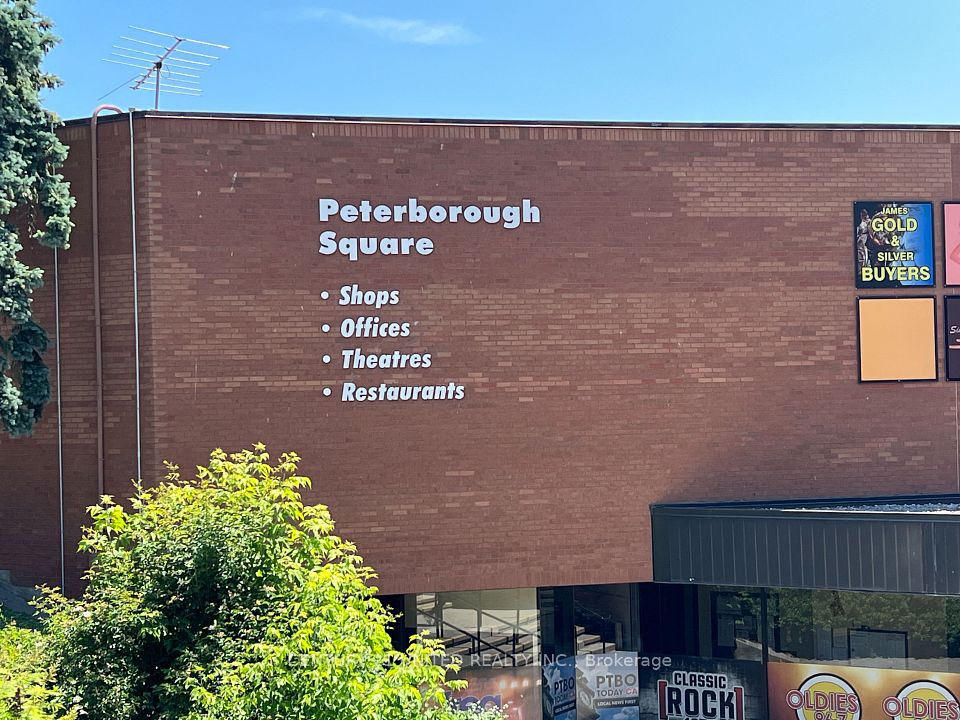 Peterborough
Square
• Shops
• Offices
• Theatres
• Restaurants
JAMES
GOLD
&
SILVER
BUYERS
REALTY INC., Brokerage
PTBO
TODAY.CA
LOCAL NEWS FIRST
PTBO
CLASSIC
ROCK
OLDIES
OLDIES